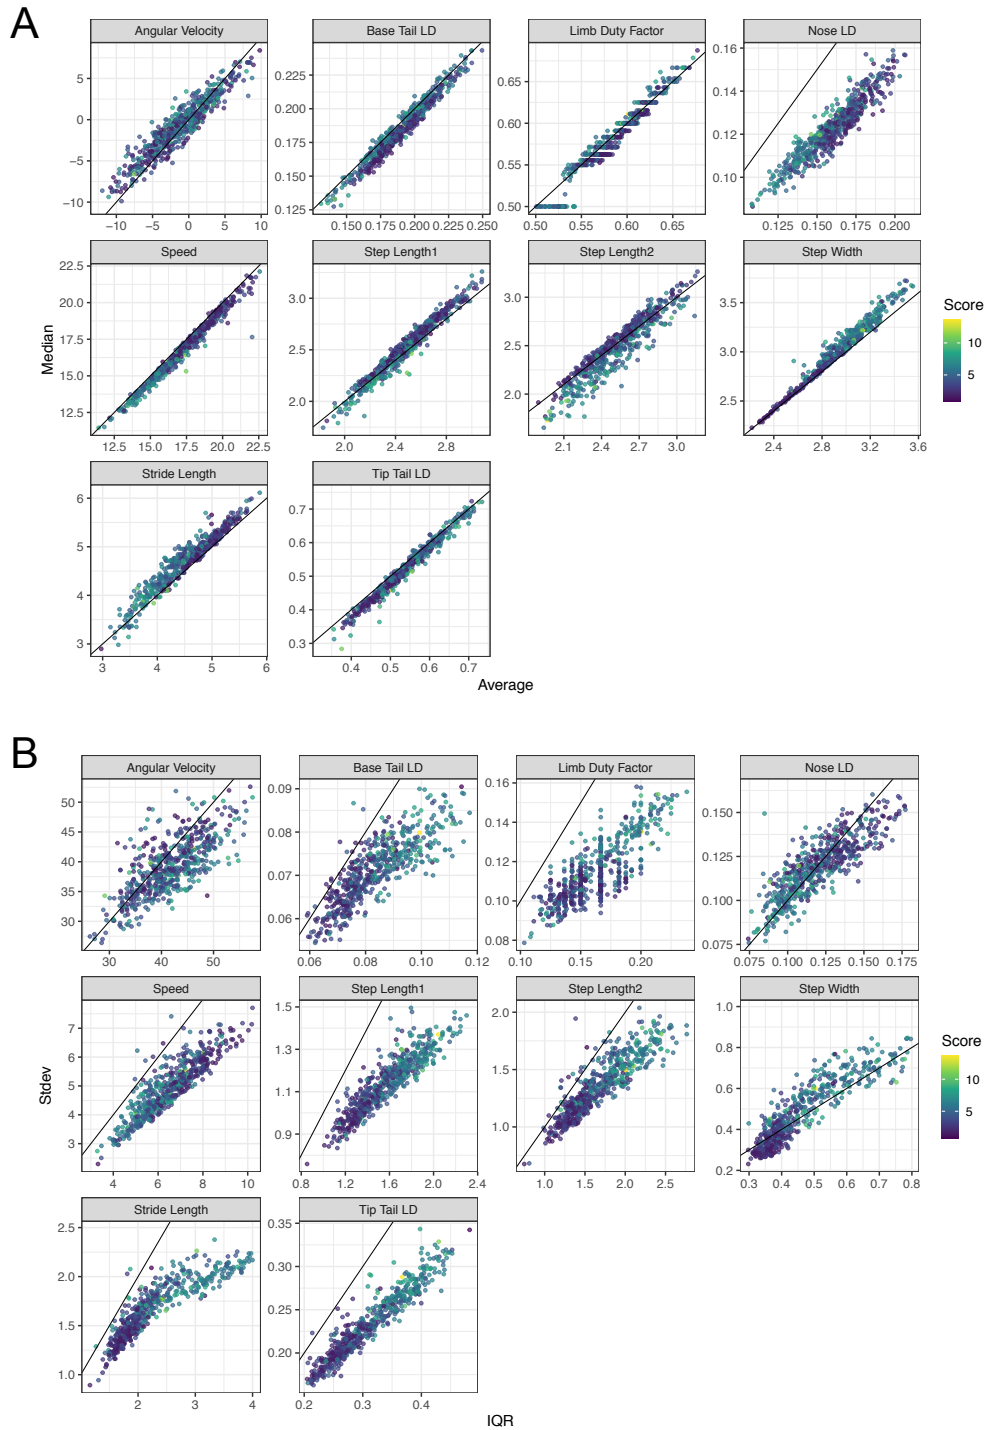 A
Angular Velocity
Base Tail LD
Limb Duty Factor
Nose LD
5
0
−5
−10
−10 −5 0 5 10
0.225
0.200
0.175
0.150
0.125
0.150 0.175 0.200 0.225 0.250
0.65
0.60
0.55
0.50
0.50 0.55 0.60 0.65
0.16
0.14
0.12
0.10
0.125 0.150 0.175 0.200
Speed
Step Length1
Step Length2
Step Width
22.5
20.0
17.5
15.0
12.5
12.5 15.0 17.5 20.0 22.5
3.0
2.5
2.0
2.0 2.4 2.8
3.0
2.5
2.0
2.1 2.4 2.7 3.0
3.5
3.0
2.5
2.4 2.8 3.2 3.6
Median
Score
10
5
Stride Length
Tip Tail LD
6
5
4
3
3 4 5 6
0.7
0.6
0.5
0.4
0.3
0.4 0.5 0.6 0.7
Average
B
Angular Velocity
Base Tail LD
Limb Duty Factor
Nose LD
50
45
40
35
30
30 40 50
0.09
0.08
0.07
0.06
0.06 0.08 0.10 0.12
0.16
0.14
0.12
0.10
0.08
0.10 0.15 0.20
0.150
0.125
0.100
0.075
0.075 0.100 0.125 0.150 0.175
Speed
Step Length1
Step Length2
Step Width
7
6
5
4
3
4 6 8 10
1.5
1.3
1.1
0.9
0.8 1.2 1.6 2.0 2.4
2.0
1.5
1.0
1.0 1.5 2.0 2.5
1.0
0.8
0.6
0.4
0.2
0.3 0.4 0.5 0.6 0.7 0.8
Stdev
Score
10
5
Stride Length
Tip Tail LD
2.5
2.0
1.5
1.0
2 3 4
0.35
0.30
0.25
0.20
0.2 0.3 0.4
IQR